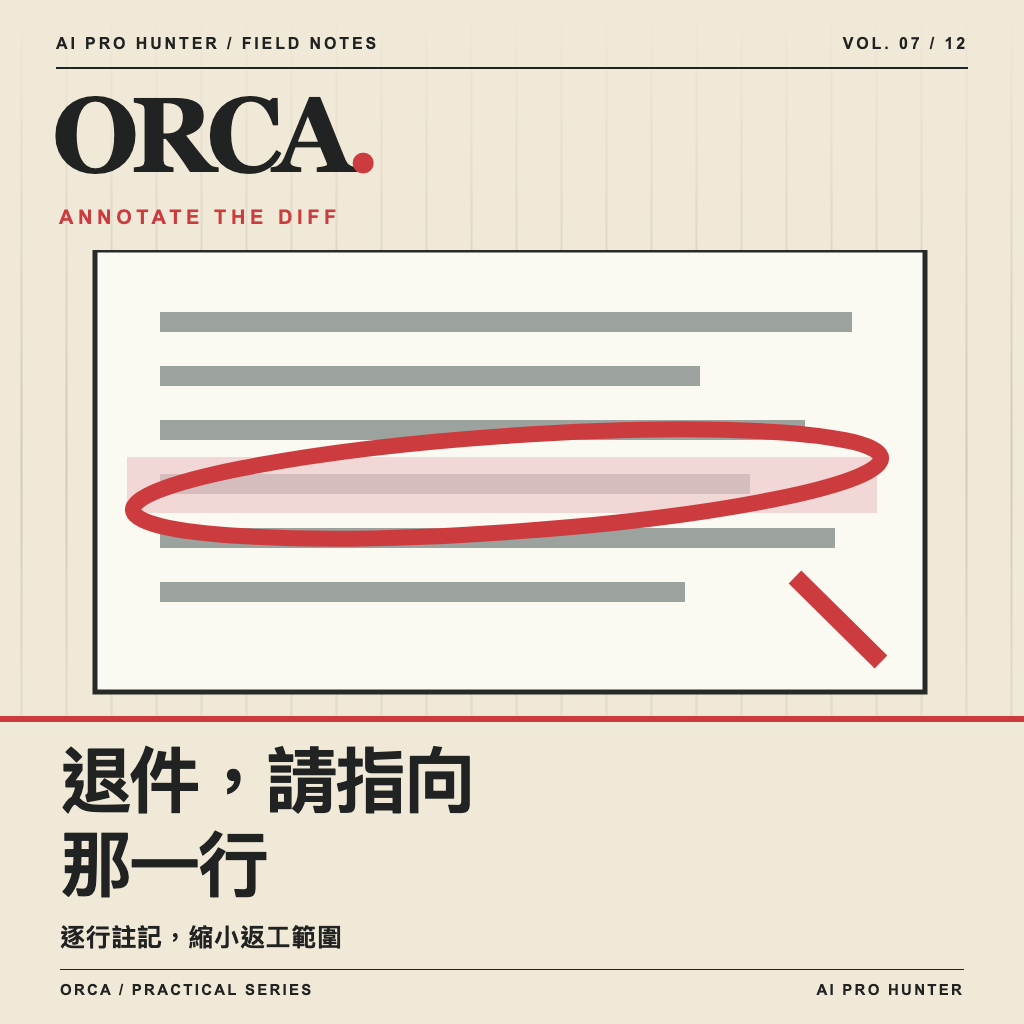 AI PRO HUNTER / FIELD NOTES
VOL. 07 / 12
ORCA.
ANNOTATE THE DIFF
退件，請指向
那一行
逐行註記，縮小返工範圍
ORCA / PRACTICAL SERIES
AI PRO HUNTER